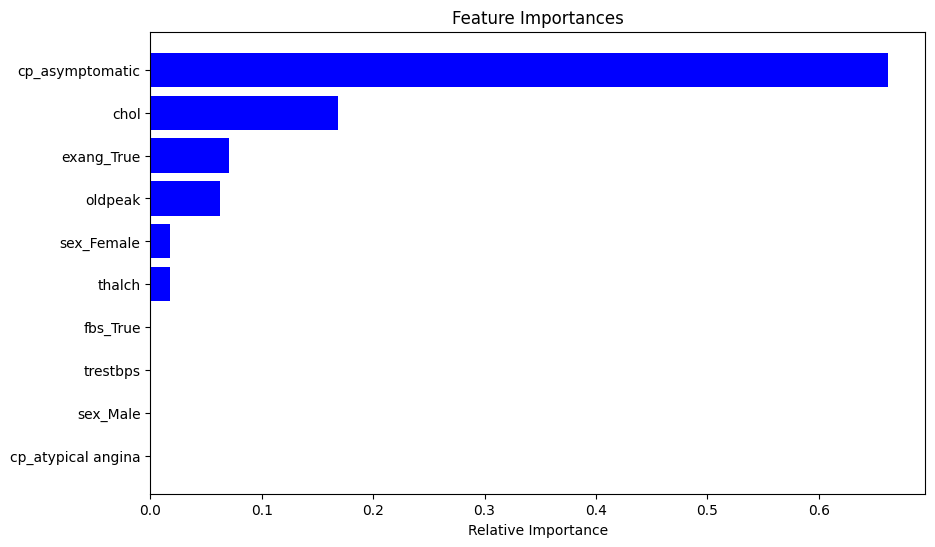 Feature Importances
cp_asymptomatic
chol
exang_True
oldpeak
sex_Female
thalch
fbs_True
trestbps
sex_Male
cp_atypical angina
0.0 0.1 0.2 0.3 0.4 0.5 0.6
Relative Importance